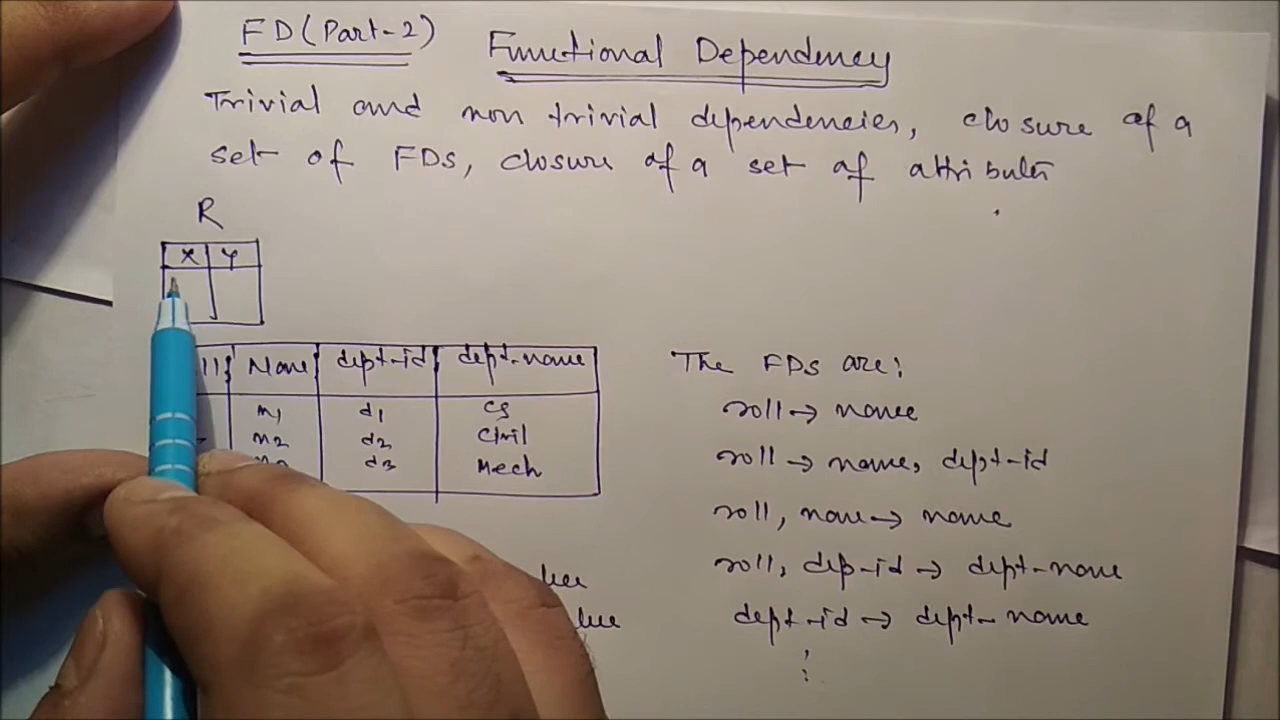 FD (Part-2) Functional Dependency
Trivial and non trivial dependencies, closure of a
set of FDs, closure of a set of attributes
R
X Y
Name dept-id dept-name
n1 d1 CS
n2 d2 Civil
d3 Mech
The FDs are:
roll → name
roll → name, dept-id
roll, name → name
roll, dep-id → dept-name
dept-id → dept-name
: